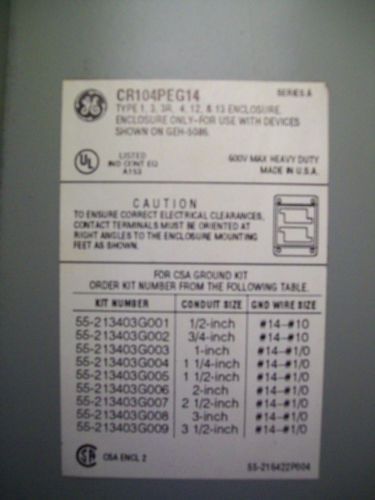 CR104PEG14
SERIES A
TYPE 1, 3, 3R, 4, 12, & 13 ENCLOSURE.
ENCLOSURE ONLY-FOR USE WITH DEVICES
SHOWN ON GEH-5086.
UL
LISTED
IND CONT EQ
A153
600V MAX HEAVY DUTY
MADE IN U.S.A.
CAUTION
TO ENSURE CORRECT ELECTRICAL CLEARANCES,
CONTACT TERMINALS MUST BE ORIENTED AT
RIGHT ANGLES TO THE ENCLOSURE MOUNTING
FEET AS SHOWN.
FOR CSA GROUND KIT
ORDER KIT NUMBER FROM THE FOLLOWING TABLE.
KIT NUMBER CONDUIT SIZE GND WIRE SIZE
55-213403G001 1/2-inch #14-#10
55-213403G002 3/4-inch #14-#10
55-213403G003 1-inch #14-#1/0
55-213403G004 1 1/4-inch #14-#1/0
55-213403G005 1 1/2-inch #14-#1/0
55-213403G006 2-inch #14-#1/0
55-213403G007 2 1/2-inch #14-#1/0
55-213403G008 3-inch #14-#1/0
55-213403G009 3 1/2-inch #14-#1/0
CSA ENCL 2
55-216422P004